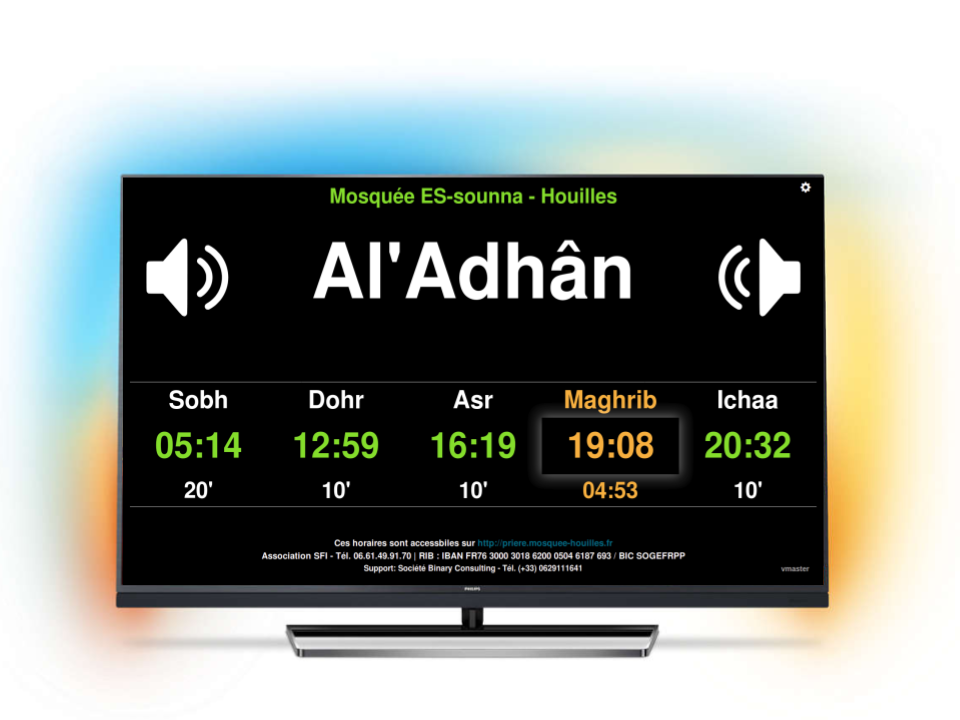 Mosquée ES-sounna - Houilles
Al'Adhân
Sobh Dohr Asr Maghrib Ichaa
05:14 12:59 16:19 19:08 20:32
20' 10' 10' 04:53 10'
Ces horaires sont accessbiles sur http://priere.mosquee-houilles.fr
Association SFI - Tél. 06.61.49.91.70 | RIB : IBAN FR76 3000 3018 6200 0504 6187 693 / BIC SOGEFRPP
Support: Société Binary Consulting - Tél. (+33) 0629111641
vmaster
PHILIPS